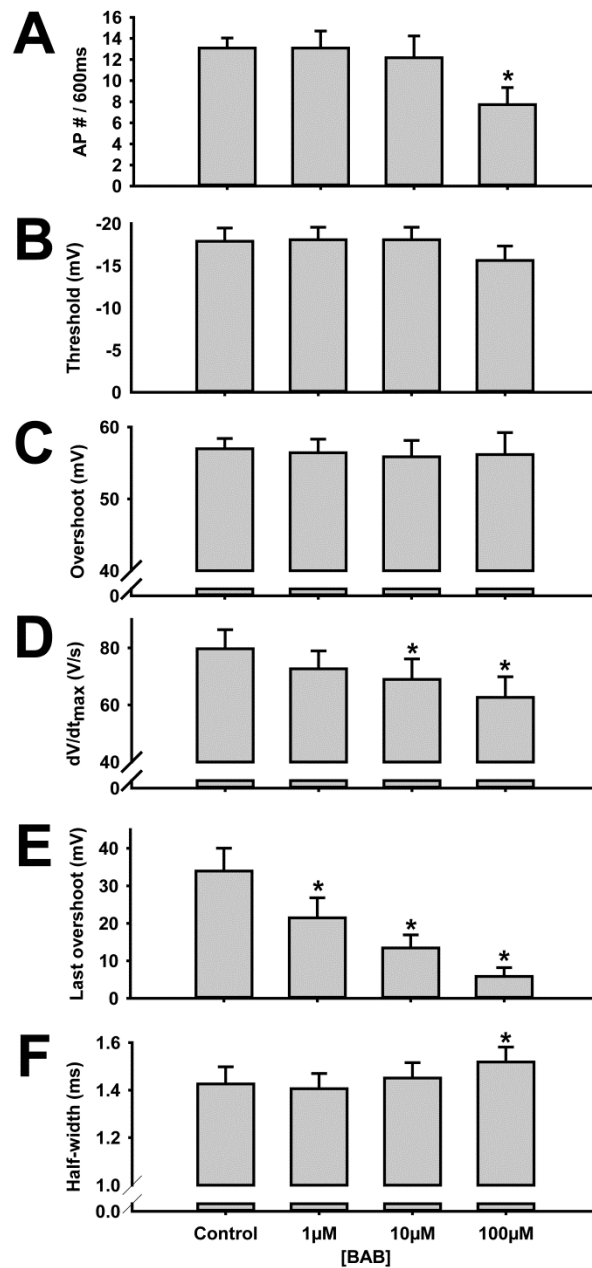 A
AP # / 600ms
16
14
12
10
8
6
4
2
0
*
B
Threshold (mV)
-20
-15
-10
-5
0
C
Overshoot (mV)
60
50
40
0
D
dV/dtmax (V/s)
80
60
40
0
*
*
E
Last overshoot (mV)
40
30
20
10
0
*
*
*
F
Half-width (ms)
1.6
1.4
1.2
1.0
0.0
*
Control 1µM 10µM 100µM
[BAB]